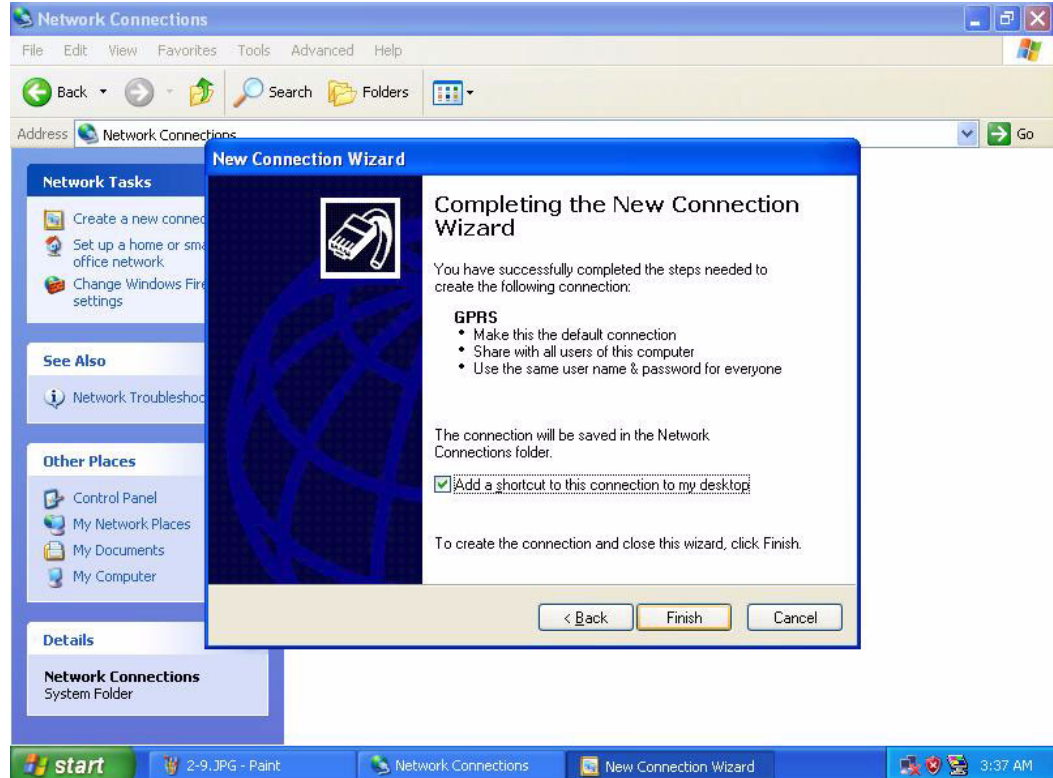 Network Connections
File Edit View Favorites Tools Advanced Help
Back Search Folders
Address Network Connections Go
New Connection Wizard
Network Tasks
Create a new connec
Set up a home or sma
office network
Change Windows Fire
settings
See Also
Network Troubleshoo
Other Places
Control Panel
My Network Places
My Documents
My Computer
Details
Network Connections
System Folder
Completing the New Connection
Wizard
You have successfully completed the steps needed to
create the following connection:
GPRS
• Make this the default connection
• Share with all users of this computer
• Use the same user name & password for everyone
The connection will be saved in the Network
Connections folder.
Add a shortcut to this connection to my desktop
To create the connection and close this wizard, click Finish.
< Back Finish Cancel
start 2-9.JPG - Paint Network Connections New Connection Wizard 3:37 AM